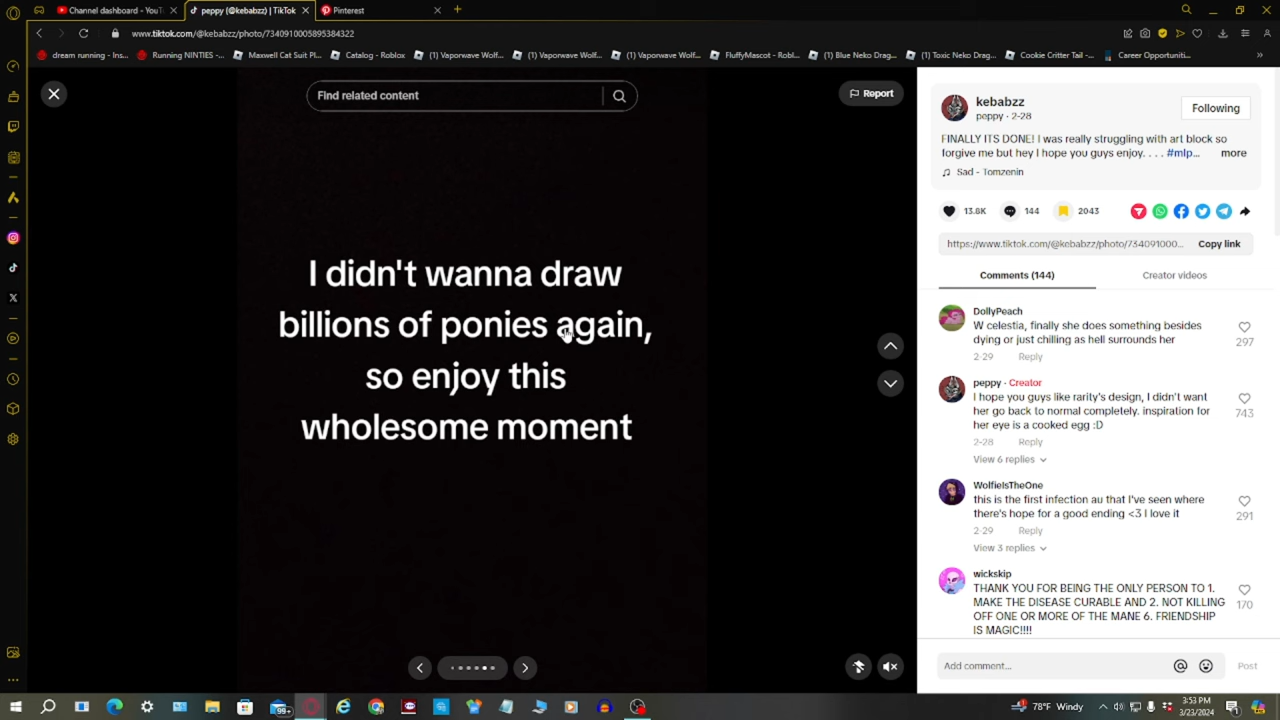 Channel dashboard - YouT
peppy (@kebabzz) | TikTok
Pinterest
www.tiktok.com/@kebabzz/photo/7340910005895384322
dream running - Ins...
Running NINTIES -...
Maxwell Cat Suit Pl...
Catalog - Roblox
(1) Vaporwave Wolf...
(1) Vaporwave Wolf...
(1) Vaporwave Wolf...
FluffyMascot - Robl...
(1) Blue Neko Drag...
(1) Toxic Neko Drag...
Cookie Critter Tail -...
Career Opportuniti...
Find related content
Report
I didn't wanna draw
billions of ponies again,
so enjoy this
wholesome moment
kebabzz
peppy · 2-28
Following
FINALLY ITS DONE! I was really struggling with art block so
forgive me but hey I hope you guys enjoy. . . . #mlp...
more
Sad - Tomzenin
13.8K
144
2043
https://www.tiktok.com/@kebabzz/photo/734091000...
Copy link
Comments (144)
Creator videos
DollyPeach
W celestia, finally she does something besides
dying or just chilling as hell surrounds her
297
2-29
Reply
peppy · Creator
I hope you guys like rarity's design, I didn't want
her go back to normal completely. inspiration for
her eye is a cooked egg :D
743
2-28
Reply
View 6 replies
WolfieIsTheOne
this is the first infection au that I've seen where
there's hope for a good ending <3 I love it
291
2-29
Reply
View 3 replies
wickskip
THANK YOU FOR BEING THE ONLY PERSON TO 1.
MAKE THE DISEASE CURABLE AND 2. NOT KILLING
OFF ONE OR MORE OF THE MANE 6. FRIENDSHIP
IS MAGIC!!!!
170
Add comment...
Post
99+
78°F Windy
3:53 PM
3/23/2024